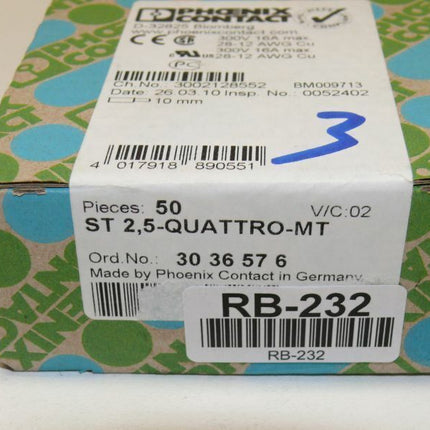 PHOENIX
CONTACT
D-32825 Blomberg
www.phoenixcontact.com
300V 16A max.
28-12 AWG Cu
300V 16A max
28-12 AWG Cu
Ch.No.: 3002128552 BM009713
Date: 26.03.10 Insp. No.: 0052402
10 mm
3
4 017918 890551
Pieces: 50 V/C:02
ST 2,5-QUATTRO-MT
Ord.No.: 30 36 57 6
Made by Phoenix Contact in Germany
RB-232
RB-232